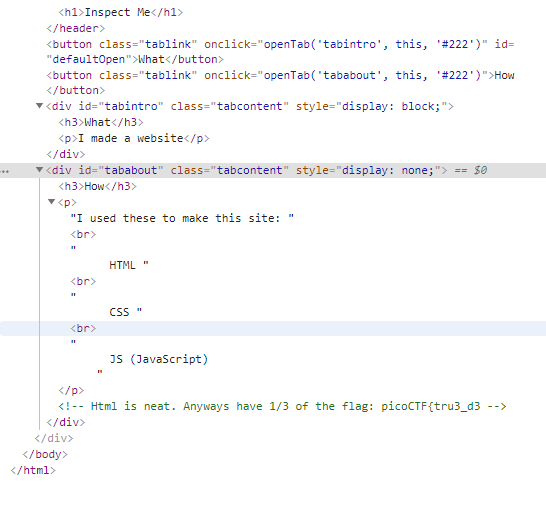 <h1>Inspect Me</h1>
</header>
<button class="tablink" onclick="openTab('tabintro', this, '#222')" id=
"defaultOpen">What</button>
<button class="tablink" onclick="openTab('tababout', this, '#222')">How
</button>
▼<div id="tabintro" class="tabcontent" style="display: block;">
<h3>What</h3>
<p>I made a website</p>
</div>
… ▼<div id="tababout" class="tabcontent" style="display: none;"> == $0
<h3>How</h3>
▼<p>
"I used these to make this site: "
<br>
"
HTML "
<br>
"
CSS "
<br>
"
JS (JavaScript)
"
</p>
<!-- Html is neat. Anyways have 1/3 of the flag: picoCTF{tru3_d3 -->
</div>
</div>
</body>
</html>